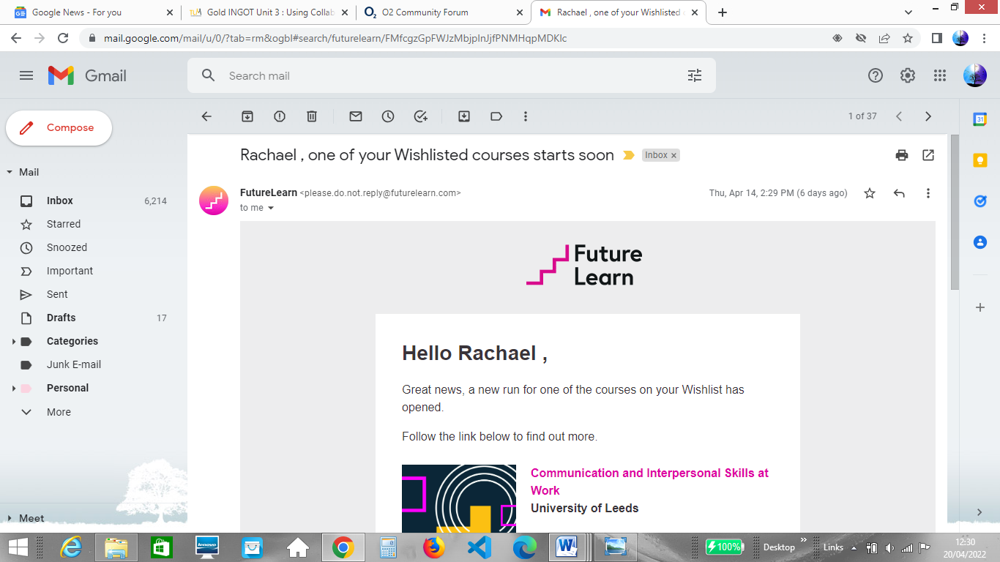 Google News - For you
Gold INGOT Unit 3 : Using Collab
O2 Community Forum
Rachael , one of your Wishlisted c
mail.google.com/mail/u/0/?tab=rm&ogbl#search/futurelearn/FMfcgzGpFWJzMbjplnJjfPNMHqpMDKlc
Gmail
Search mail
Compose
1 of 37
Rachael , one of your Wishlisted courses starts soon
Inbox ×
Mail
Inbox 6,214
Starred
Snoozed
Important
Sent
Drafts 17
Categories
Junk E-mail
Personal
More
Meet
FutureLearn <please.do.not.reply@futurelearn.com>
Thu, Apr 14, 2:29 PM (6 days ago)
to me
Future
Learn
Hello Rachael ,
Great news, a new run for one of the courses on your Wishlist has
opened.
Follow the link below to find out more.
Communication and Interpersonal Skills at
Work
University of Leeds
31
lenovo
100%
Desktop
Links
12:30
20/04/2022